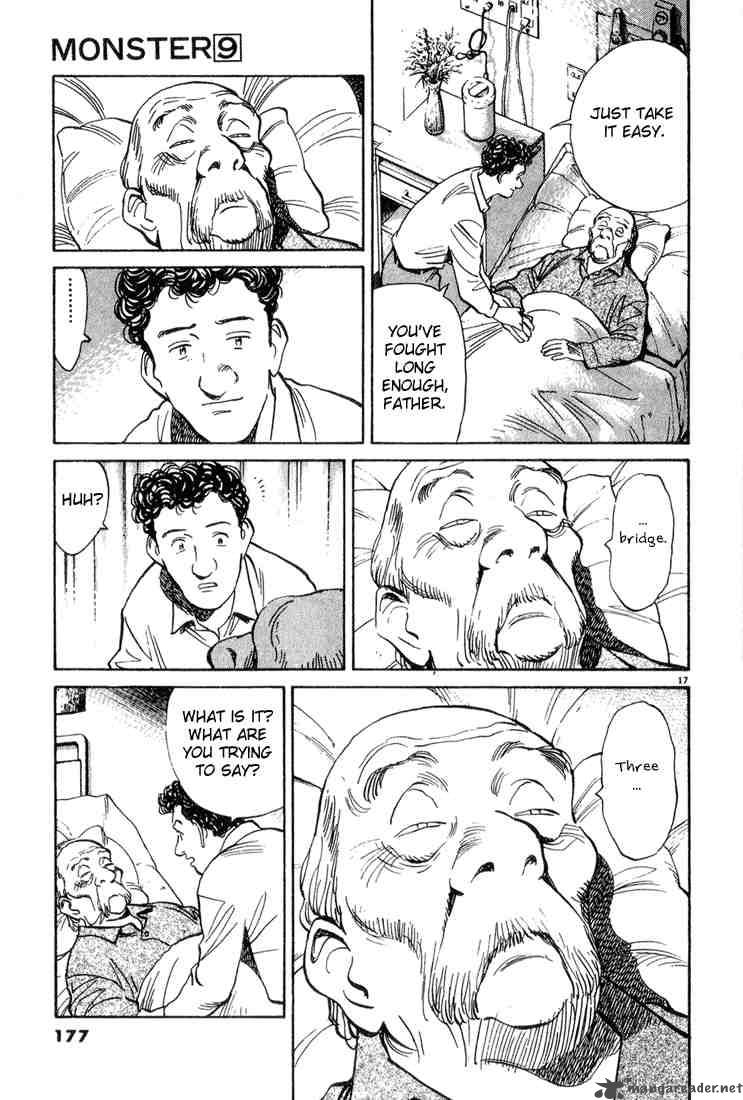 MONSTER 9
JUST TAKE
IT EASY.
YOU'VE
FOUGHT
LONG
ENOUGH,
FATHER.
........
... 
bridge.
HUH?
17
Three
...
WHAT IS IT?
WHAT ARE
YOU TRYING
TO SAY?
177
mangareader.net